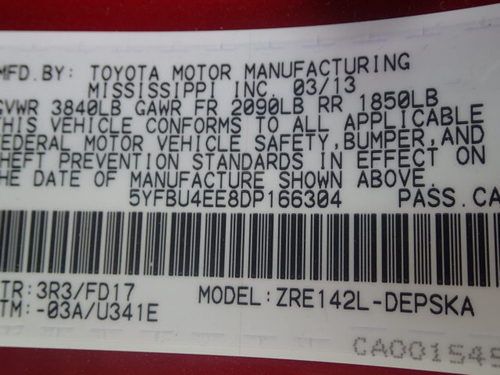 MFD.BY: TOYOTA MOTOR MANUFACTURING
MISSISSIPPI INC. 03/13
GVWR 3840LB GAWR FR 2090LB RR 1850LB
THIS VEHICLE CONFORMS TO ALL APPLICABLE
FEDERAL MOTOR VEHICLE SAFETY, BUMPER, AND
THEFT PREVENTION STANDARDS IN EFFECT ON
THE DATE OF MANUFACTURE SHOWN ABOVE.
5YFBU4EE8DP166304 PASS.CA
TR:3R3/FD17 MODEL:ZRE142L-DEPSKA
TM:-03A/U341E
CA001545